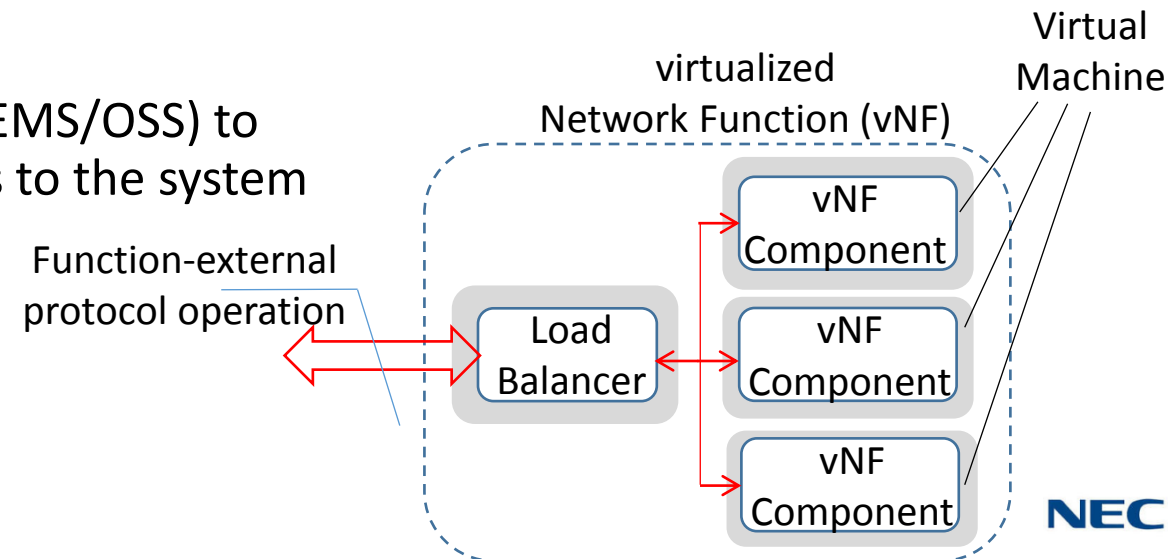 EMS/OSS) to
s to the system
Function-external
protocol operation
virtualized
Network Function (vNF)
Virtual
Machine
Load
Balancer
vNF
Component
vNF
Component
vNF
Component
NEC